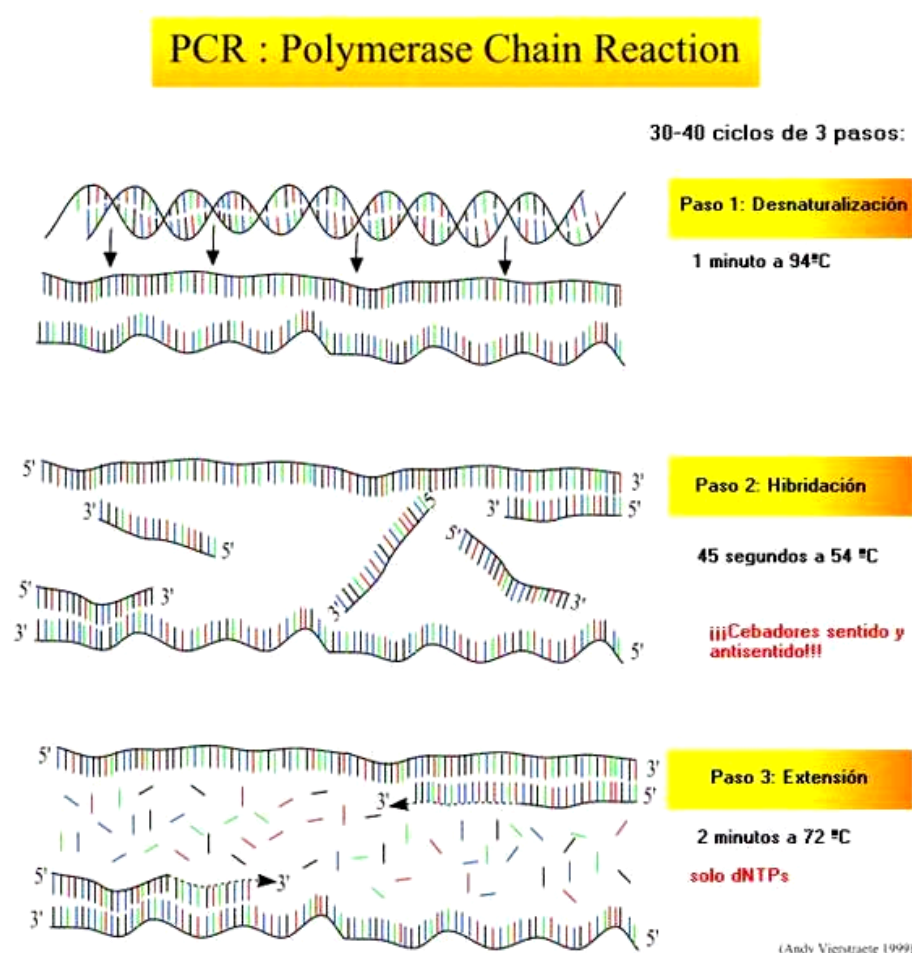 PCR : Polymerase Chain Reaction
30-40 ciclos de 3 pasos:
Paso 1: Desnaturalización
1 minuto a 94ºC
5'
3'
Paso 2: Hibridación
3'
5'
5'
3'
5'
45 segundos a 54 ºC
5'
3'
3'
3'
3'
5'
¡¡¡Cebadores sentido y
antisentido!!!
5'
3'
Paso 3: Extensión
3'
5'
2 minutos a 72 ºC
5'
3'
solo dNTPs
3'
5'
(Andy Vierstraete 1999)